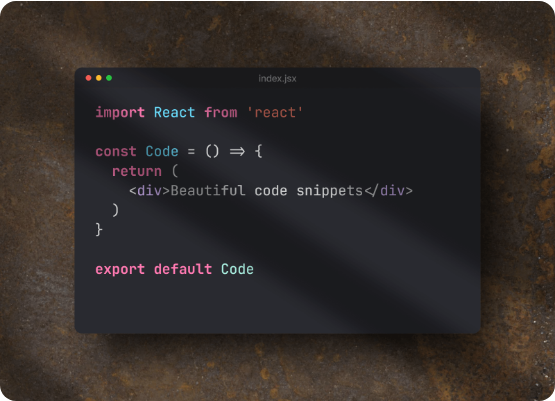 index.jsx
import React from 'react'
const Code = () => {
return (
<div>Beautiful code snippets</div>
)
}
export default Code